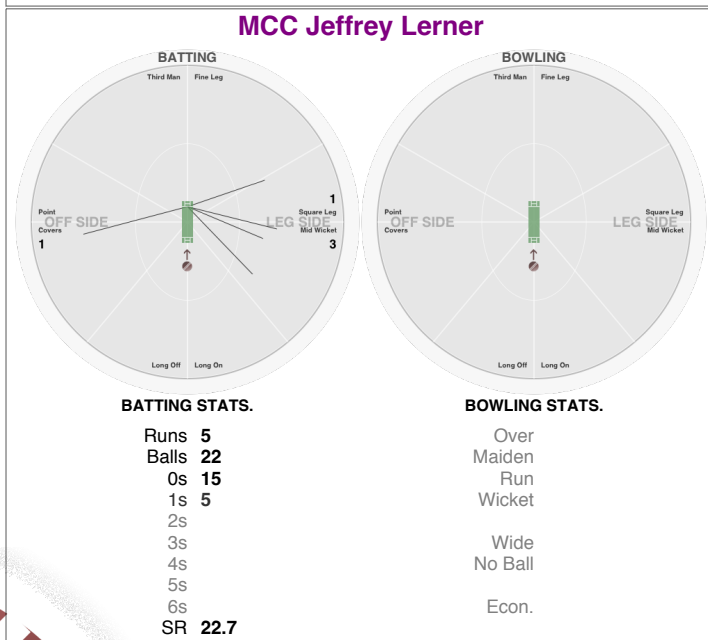 MCC Jeffrey Lerner
BATTING
Third Man Fine Leg
Point
OFF SIDE
Covers
1
1
Square Leg
LEG SIDE
Mid Wicket
3
Long Off Long On
BOWLING
Third Man Fine Leg
Point
OFF SIDE
Covers
Square Leg
LEG SIDE
Mid Wicket
Long Off Long On
BATTING STATS.
Runs 5
Balls 22
0s 15
1s 5
2s
3s
4s
5s
6s
SR 22.7
BOWLING STATS.
Over
Maiden
Run
Wicket
Wide
No Ball
Econ.